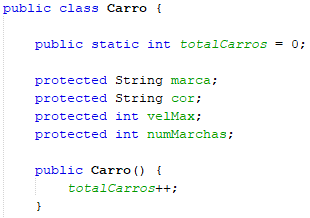 public class Carro {
public static int totalCarros = 0;
protected String marca;
protected String cor;
protected int velMax;
protected int numMarchas;
public Carro() {
totalCarros++;
}